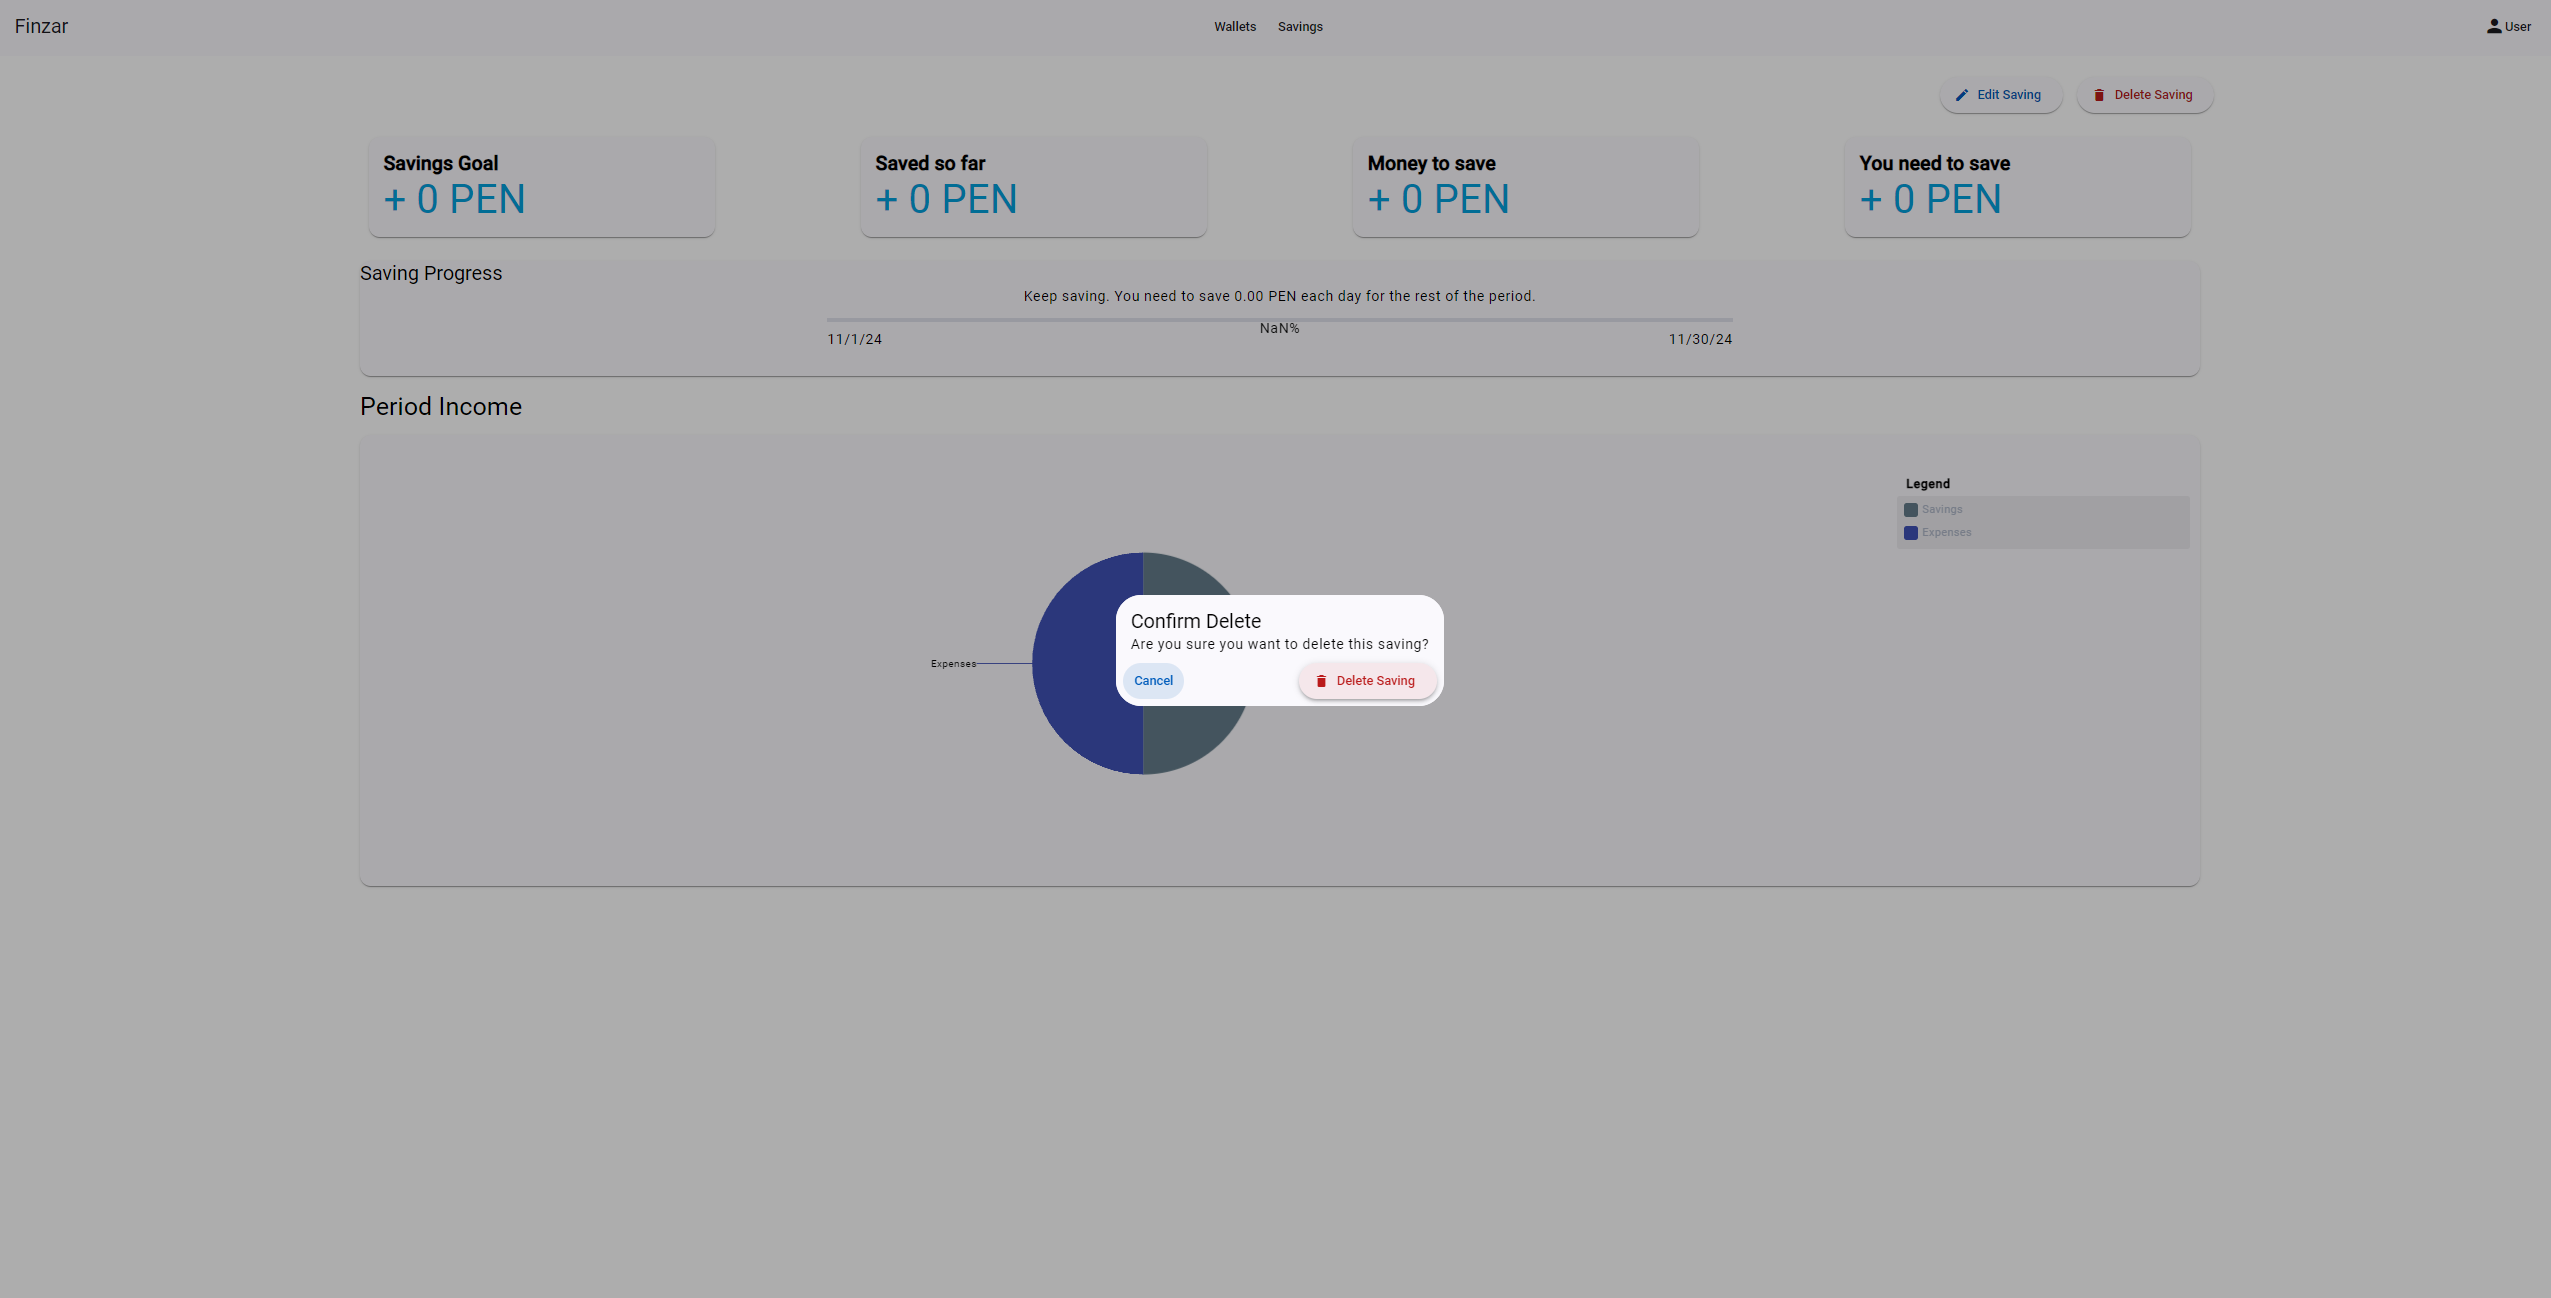 Finzar
Wallets
Savings
User
Edit Saving
Delete Saving
Savings Goal
+ 0 PEN
Saved so far
+ 0 PEN
Money to save
+ 0 PEN
You need to save
+ 0 PEN
Saving Progress
Keep saving. You need to save 0.00 PEN each day for the rest of the period.
NaN%
11/1/24
11/30/24
Period Income
Legend
Savings
Expenses
Expenses
Confirm Delete
Are you sure you want to delete this saving?
Cancel
Delete Saving